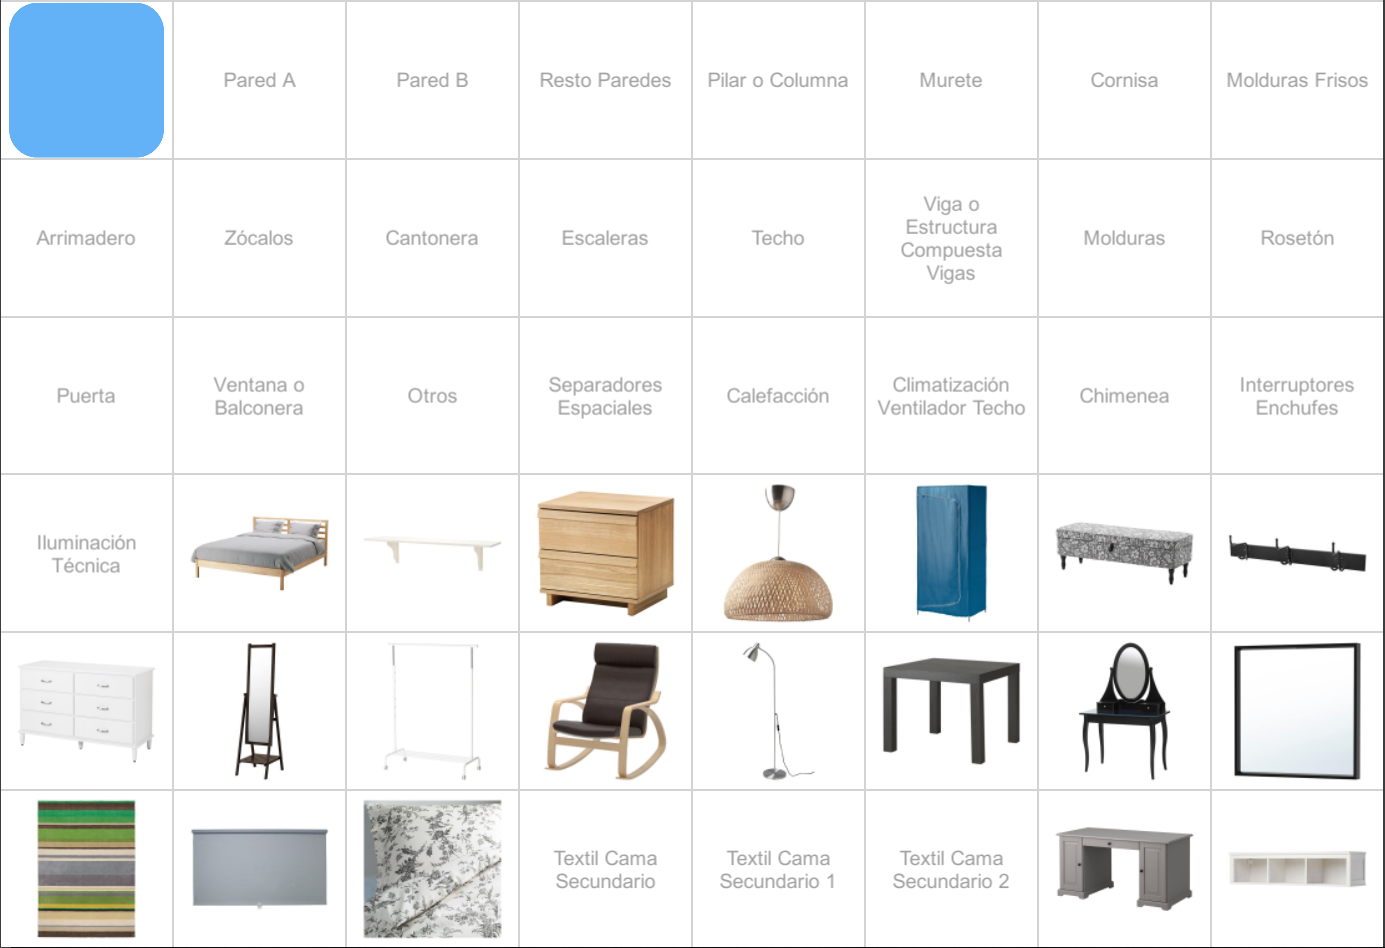 Pared A
Pared B
Resto Paredes
Pilar o Columna
Murete
Cornisa
Molduras Frisos
Arrimadero
Zócalos
Cantonera
Escaleras
Techo
Viga o
Estructura
Compuesta
Vigas
Molduras
Rosetón
Puerta
Ventana o
Balconera
Otros
Separadores
Espaciales
Calefacción
Climatización
Ventilador Techo
Chimenea
Interruptores
Enchufes
Iluminación
Técnica
Textil Cama
Secundario
Textil Cama
Secundario 1
Textil Cama
Secundario 2